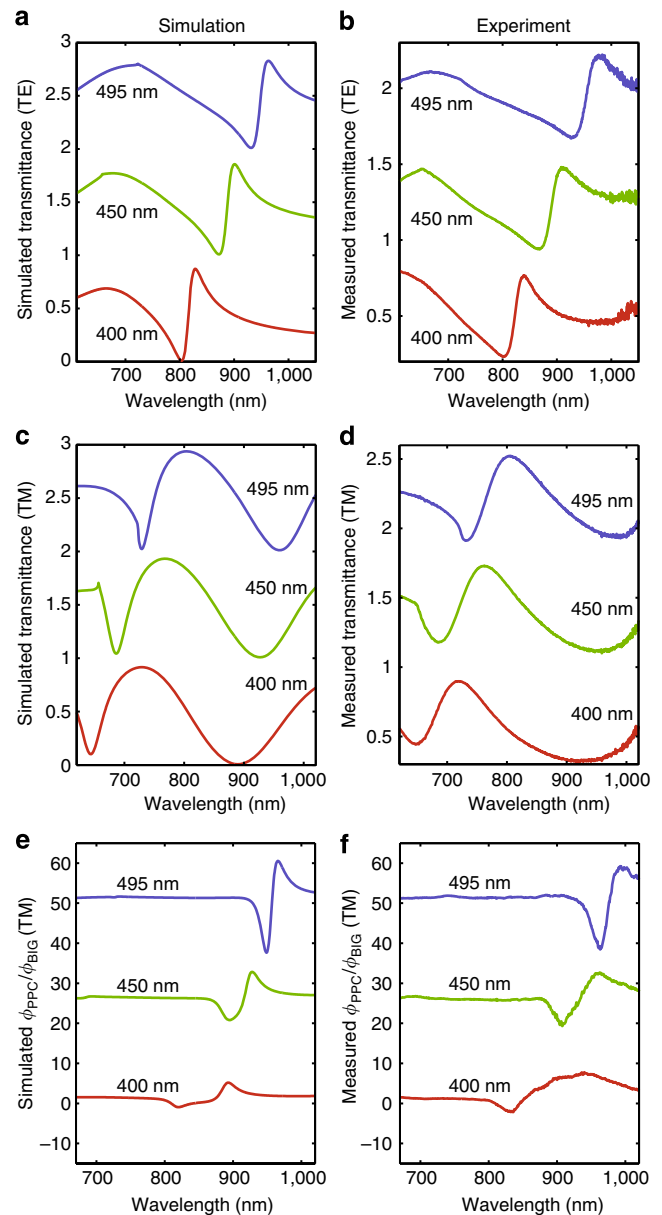 a
Simulation
b
Experiment
Simulated transmittance (TE)
3
2.5
2
1.5
1
0.5
0
495 nm
450 nm
400 nm
700
800
900
1,000
Wavelength (nm)
Measured transmittance (TE)
2
1.5
1
0.5
495 nm
450 nm
400 nm
700
800
900
1,000
Wavelength (nm)
c
Simulated transmittance (TM)
3
2.5
2
1.5
1
0.5
0
495 nm
450 nm
400 nm
700
800
900
1,000
Wavelength (nm)
d
Measured transmittance (TM)
2.5
2
1.5
1
0.5
495 nm
450 nm
400 nm
700
800
900
1,000
Wavelength (nm)
e
Simulated ϕPPC/ϕBIG (TM)
60
50
40
30
20
10
0
–10
495 nm
450 nm
400 nm
700
800
900
1,000
Wavelength (nm)
f
Measured ϕPPC/ϕBIG (TM)
60
50
40
30
20
10
0
–10
495 nm
450 nm
400 nm
700
800
900
1,000
Wavelength (nm)